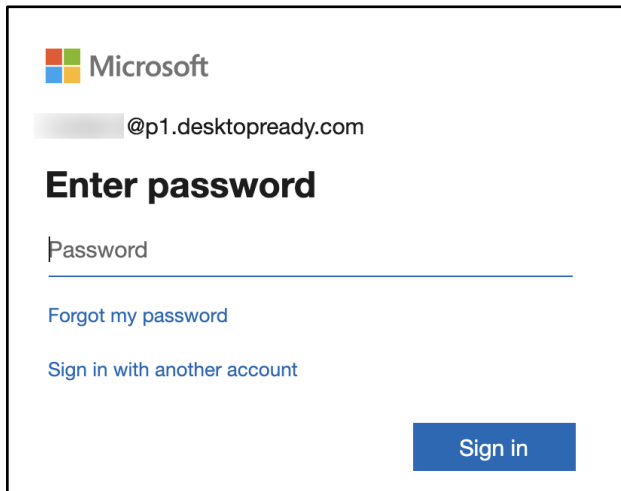 Microsoft
@p1.desktopready.com
Enter password
Password
Forgot my password
Sign in with another account
Sign in